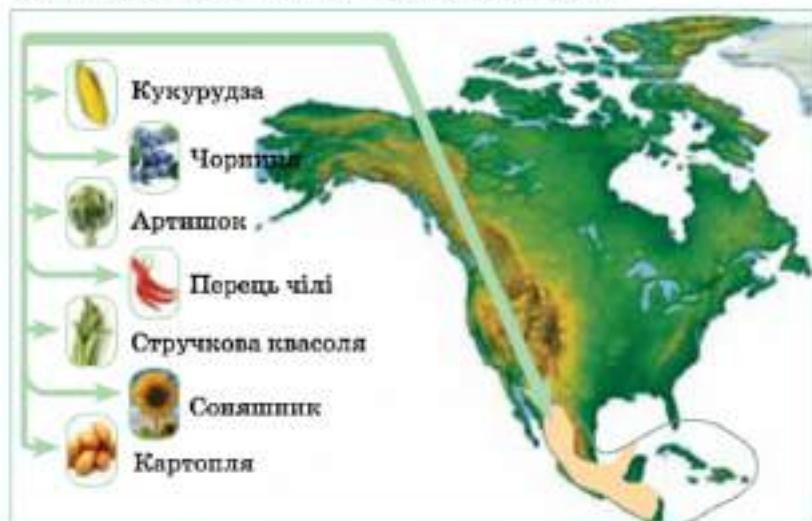 Кукурудза
Чорниця
Артишок
Перець чілі
Стручкова квасоля
Соняшник
Картопля